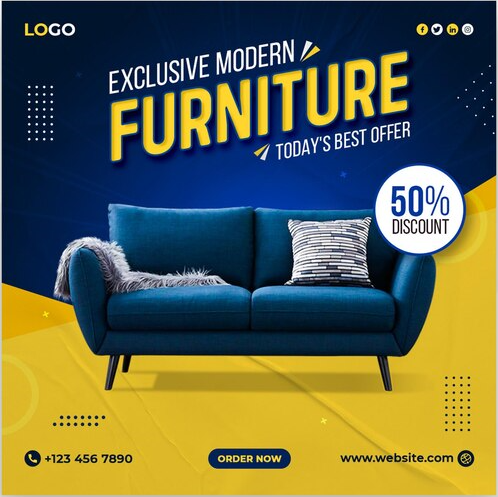 LOGO
EXCLUSIVE MODERN
FURNITURE
TODAY'S BEST OFFER
50%
DISCOUNT
+123 456 7890
ORDER NOW
www.website.com